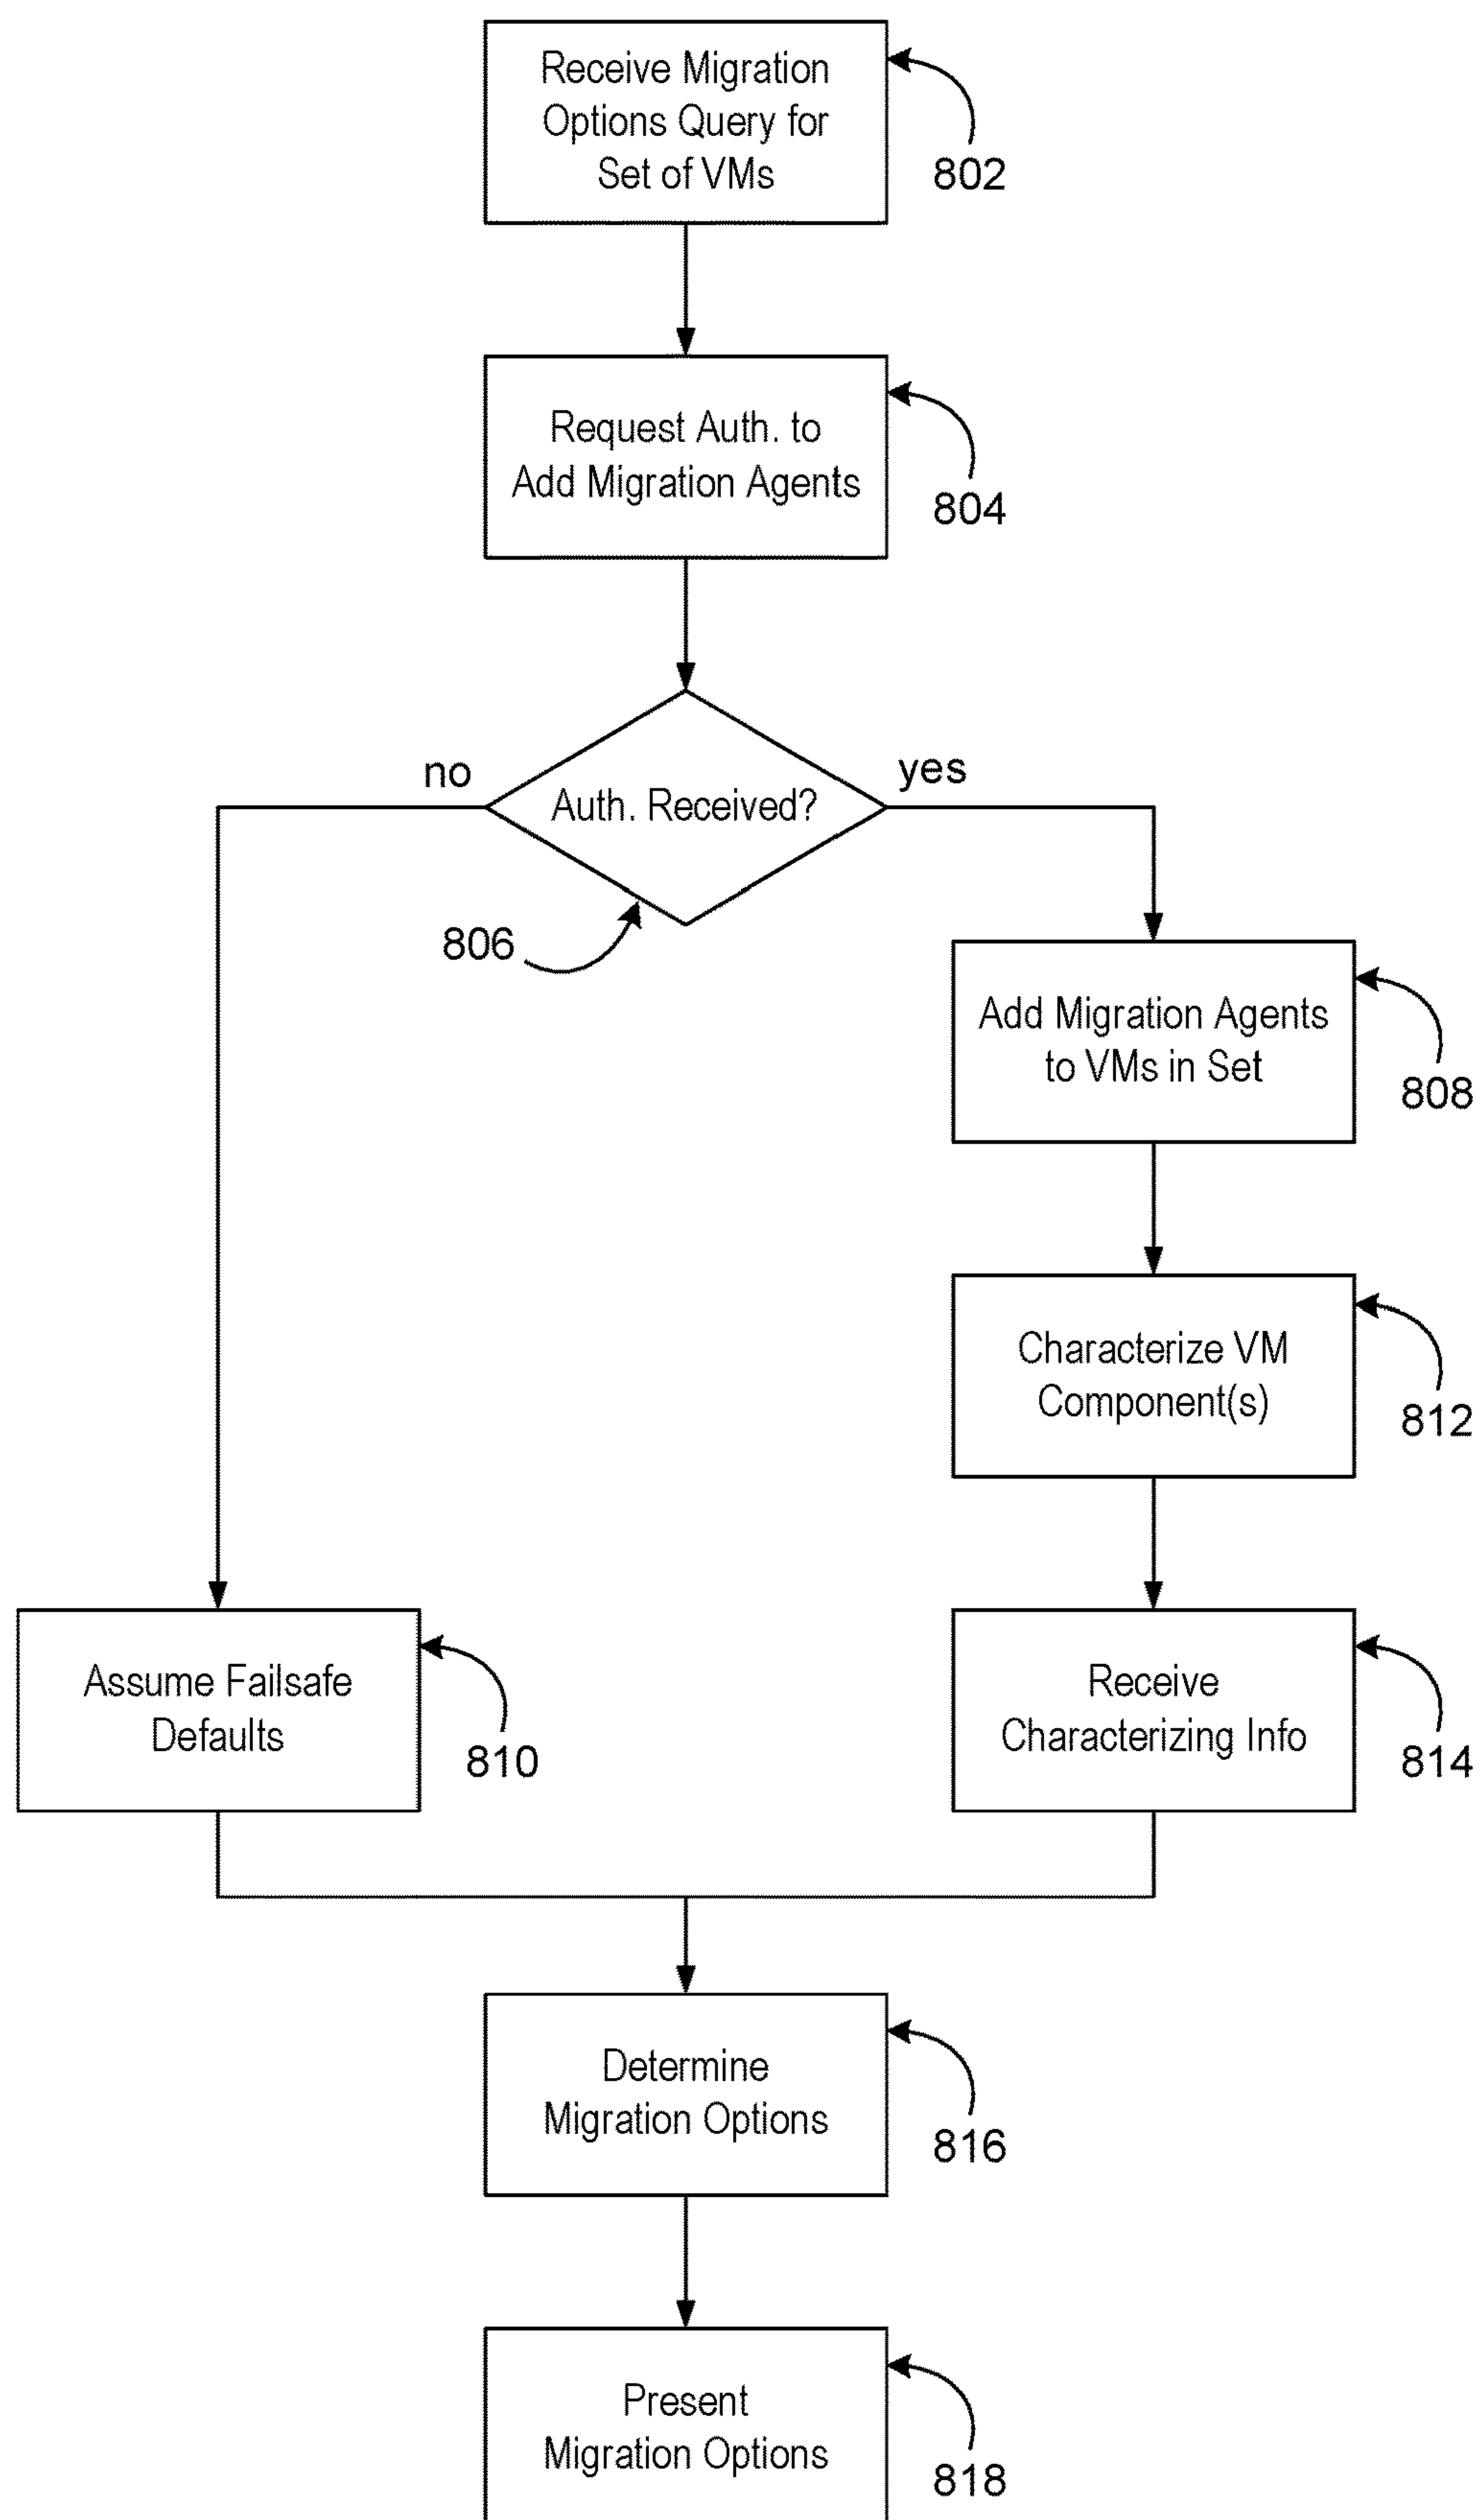 Receive Migration
Options Query for
Set of VMs
802
Request Auth. to
Add Migration Agents
804
no
yes
Auth. Received?
806
Add Migration Agents
to VMs in Set
808
Characterize VM
Component(s)
812
Assume Failsafe
Defaults
810
Receive
Characterizing Info
814
Determine
Migration Options
816
Present
Migration Options
818